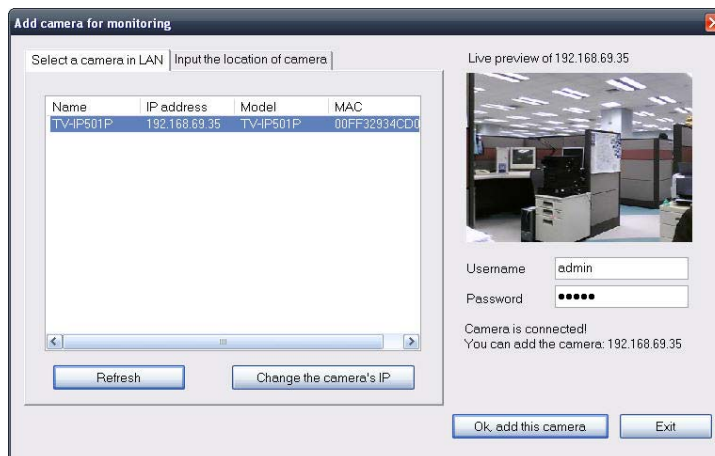 Add camera for monitoring
Select a camera in LAN
Input the location of camera
Name IP address Model MAC
TV-IP501P 192.168.69.35 TV-IP501P 00FF32934CD0
Refresh
Change the camera's IP
Live preview of 192.168.69.35
Username admin
Password •••••
Camera is connected!
You can add the camera: 192.168.69.35
Ok, add this camera
Exit